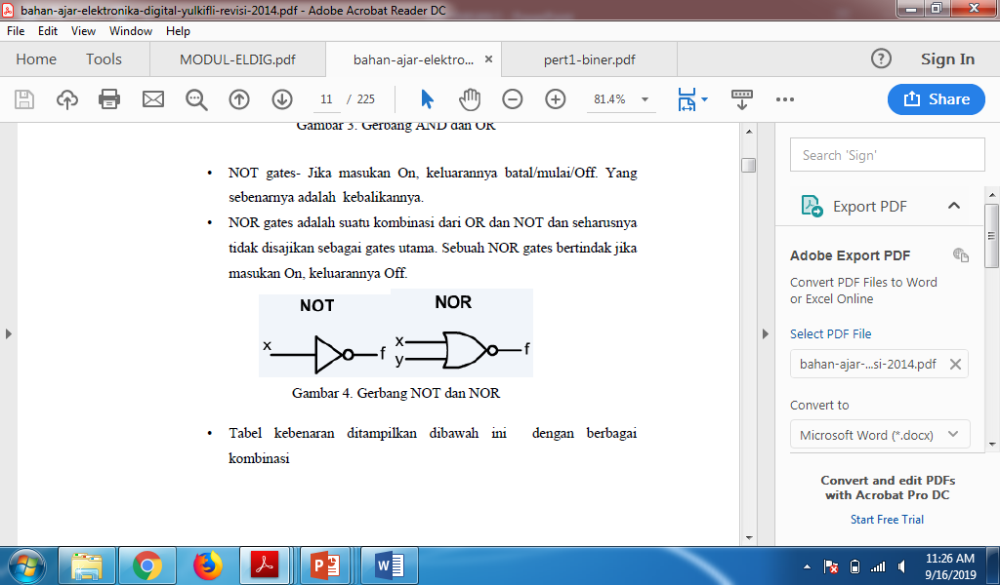 bahan-ajar-elektronika-digital-yulkifli-revisi-2014.pdf - Adobe Acrobat Reader DC
File Edit View Window Help
Home Tools MODUL-ELDIG.pdf bahan-ajar-elektro... × pert1-biner.pdf ? Sign In
11 / 225 81.4% Share
Gambar 3. Gerbang AND dan OR
• NOT gates- Jika masukan On, keluarannya batal/mulai/Off. Yang
sebenarnya adalah kebalikannya.
• NOR gates adalah suatu kombinasi dari OR dan NOT dan seharusnya
tidak disajikan sebagai gates utama. Sebuah NOR gates bertindak jika
masukan On, keluarannya Off.
NOT NOR
x f x y f
Gambar 4. Gerbang NOT dan NOR
• Tabel kebenaran ditampilkan dibawah ini dengan berbagai
kombinasi
Search 'Sign'
Export PDF
Adobe Export PDF
Convert PDF Files to Word
or Excel Online
Select PDF File
bahan-ajar-...si-2014.pdf
Convert to
Microsoft Word (*.docx)
Convert and edit PDFs
with Acrobat Pro DC
Start Free Trial
11:26 AM
9/16/2019